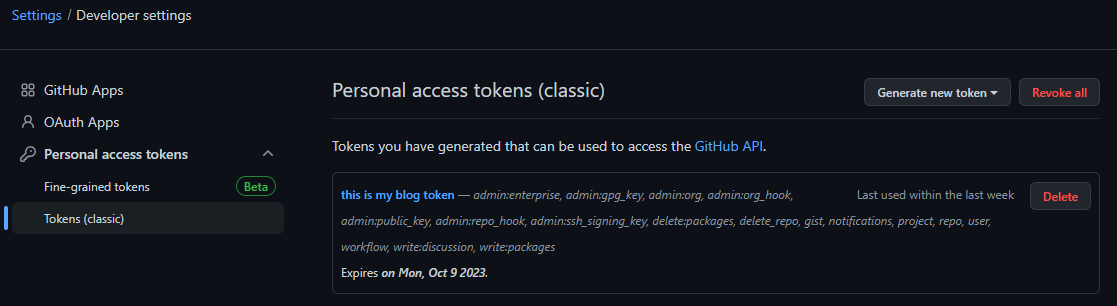 Settings / Developer settings
GitHub Apps
OAuth Apps
Personal access tokens
Fine-grained tokens Beta
Tokens (classic)
Personal access tokens (classic) Generate new token Revoke all
Tokens you have generated that can be used to access the GitHub API.
this is my blog token — admin:enterprise, admin:gpg_key, admin:org, admin:org_hook, Last used within the last week Delete
admin:public_key, admin:repo_hook, admin:ssh_signing_key, delete:packages, delete_repo, gist, notifications, project, repo, user,
workflow, write:discussion, write:packages
Expires on Mon, Oct 9 2023.